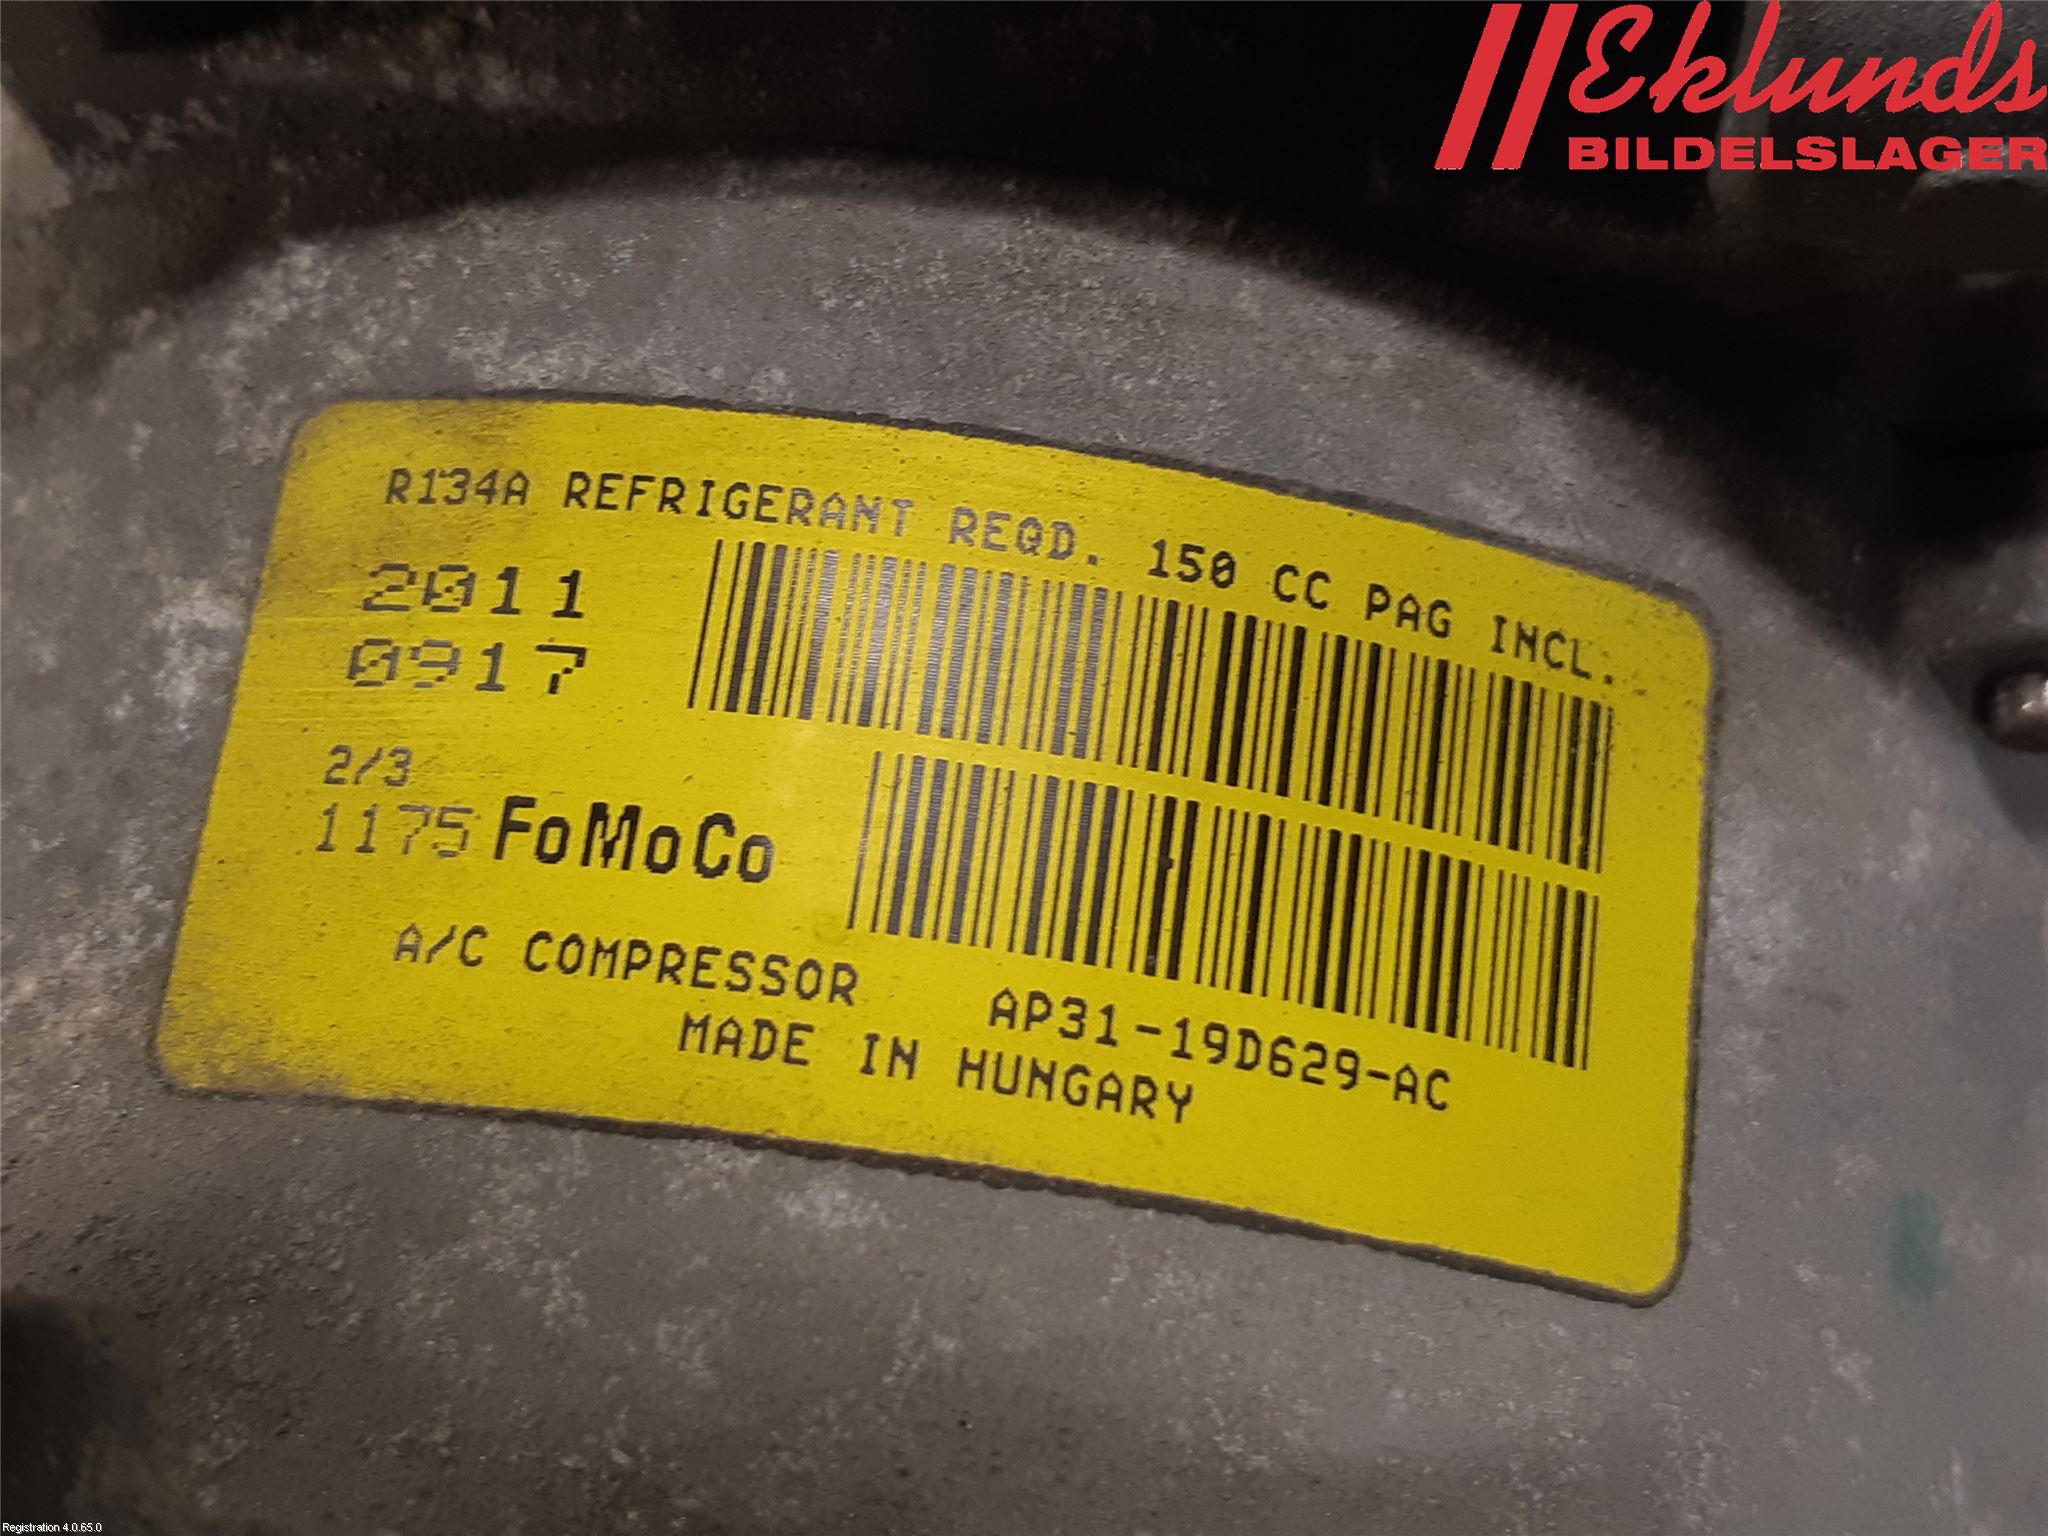 Eklunds
BILDELSLAGER
R134A REFRIGERANT REQD. 150 CC PAG INCL.
2011
0917
2/3
1175 FoMoCo
A/C COMPRESSOR AP31-19D629-AC
MADE IN HUNGARY
Registration 4.0.65.0